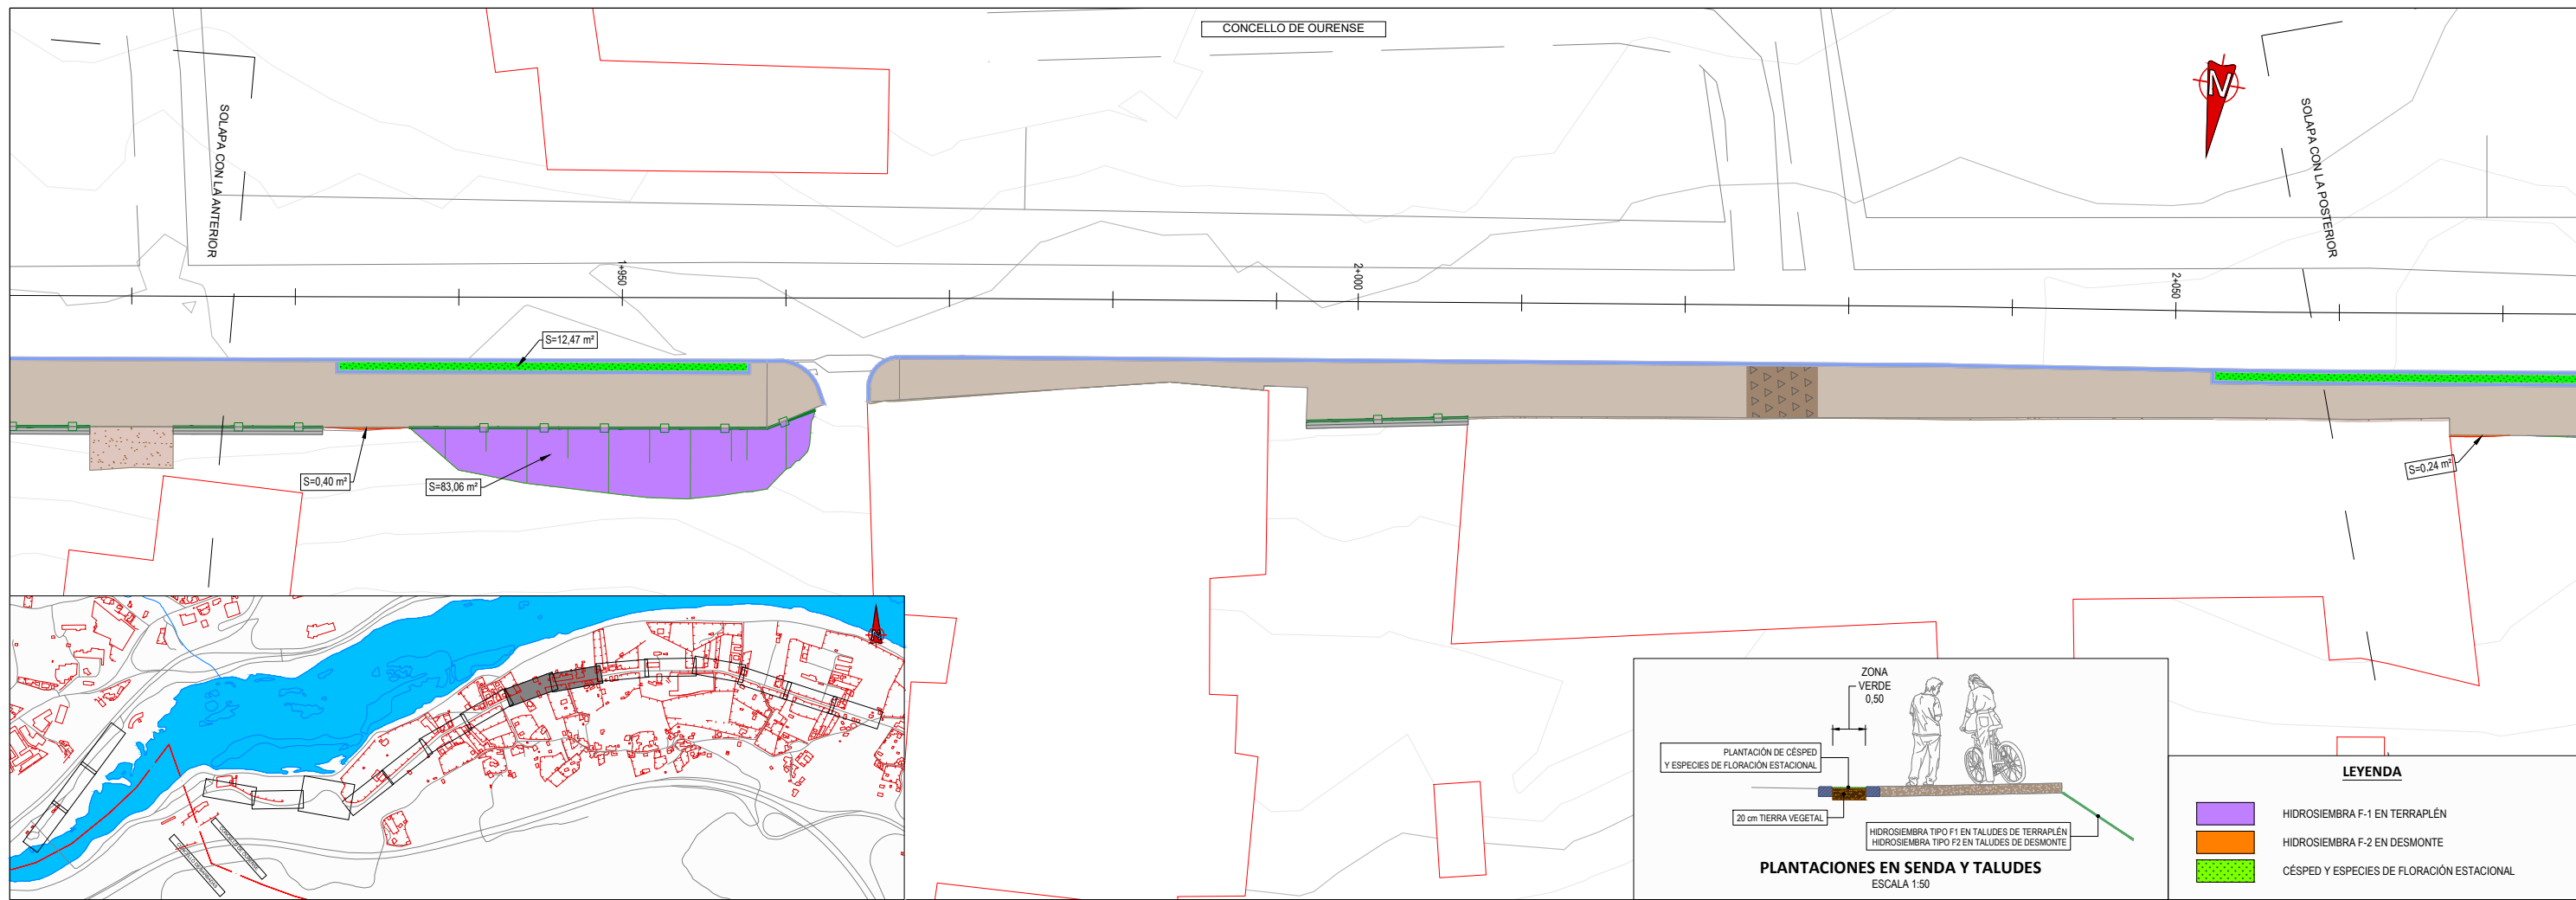 CONCELLO DE OURENSE
N
SOLAPA CON LA ANTERIOR
SOLAPA CON LA POSTERIOR
1+950
2+000
2+050
S=12,47 m²
S=0,40 m²
S=83,06 m²
S=0,24 m²
ZONA
VERDE
0,50
PLANTACIÓN DE CÉSPED
Y ESPECIES DE FLORACIÓN ESTACIONAL
20 cm TIERRA VEGETAL
HIDROSIEMBRA TIPO F1 EN TALUDES DE TERRAPLÉN
HIDROSIEMBRA TIPO F2 EN TALUDES DE DESMONTE
PLANTACIONES EN SENDA Y TALUDES
ESCALA 1:50
LEYENDA
HIDROSIEMBRA F-1 EN TERRAPLÉN
HIDROSIEMBRA F-2 EN DESMONTE
CÉSPED Y ESPECIES DE FLORACIÓN ESTACIONAL